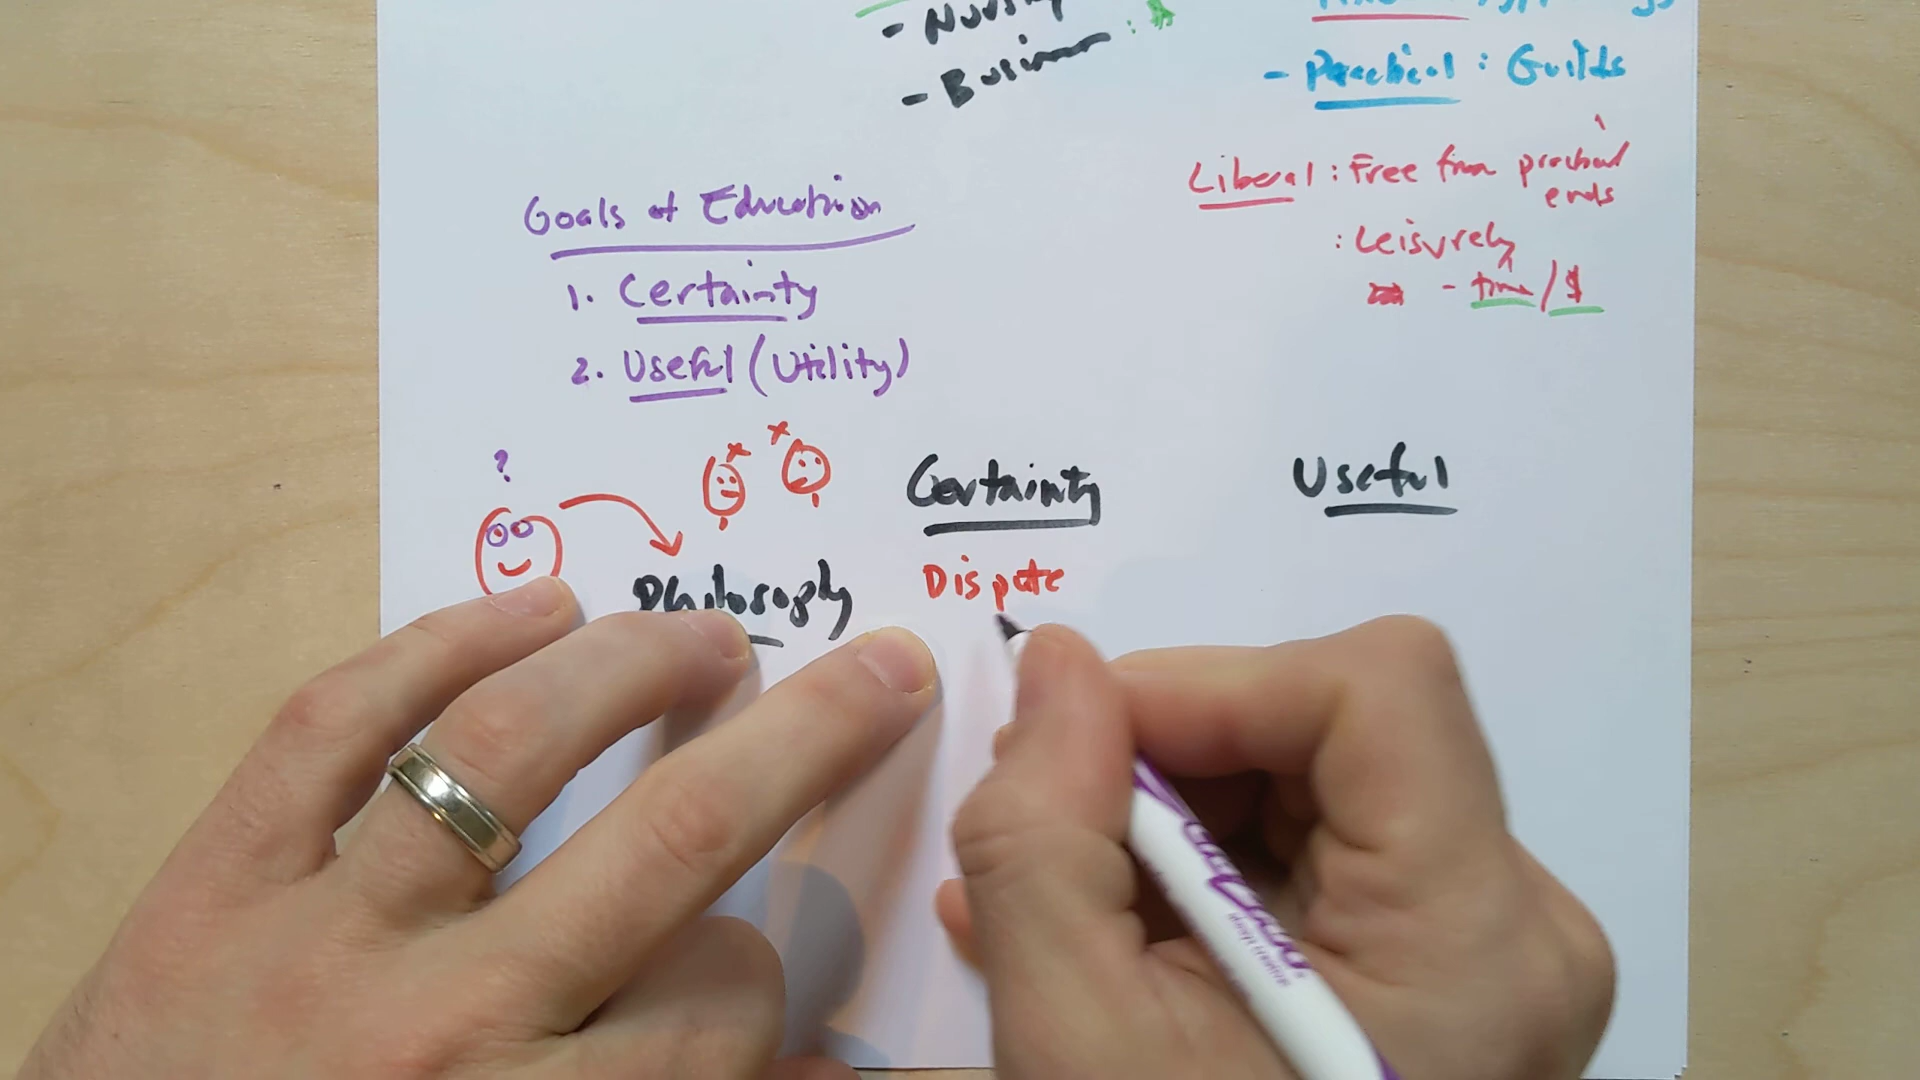 - Business : $
- Practical : Guilds
Liberal : Free from practical
ends
: Leisurely
- time / $
Goals of Education
1. Certainty
2. Useful (Utility)
?
Certainty
Useful
Philosophy
Dispute